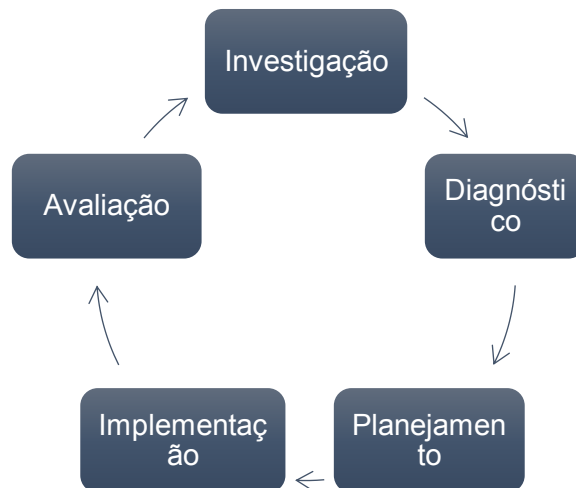 Investigação
Avaliação
Diagnósti
co
Implementaç
ão
Planejamen
to